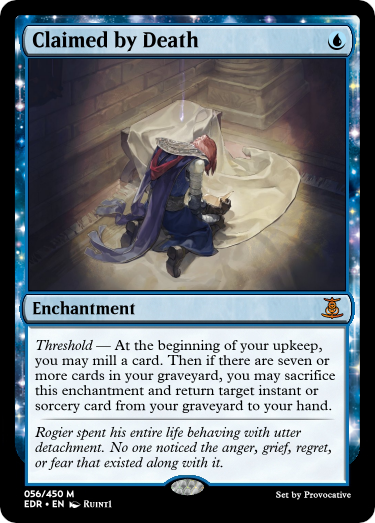 Claimed by Death
Enchantment
Threshold — At the beginning of your upkeep,
you may mill a card. Then if there are seven or
more cards in your graveyard, you may sacrifice
this enchantment and return target instant or
sorcery card from your graveyard to your hand.
Rogier spent his entire life behaving with utter
detachment. No one noticed the anger, grief, regret,
or fear that existed along with it.
056/450 M
EDR • EN Ruinti
Set by Provocative